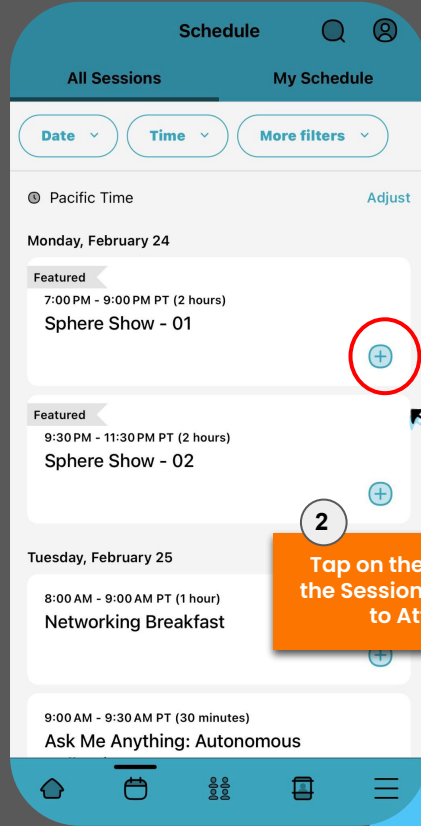 Schedule
All Sessions
My Schedule
Date
Time
More filters
Pacific Time
Adjust
Monday, February 24
Featured
7:00 PM - 9:00 PM PT (2 hours)
Sphere Show - 01
Featured
9:30 PM - 11:30 PM PT (2 hours)
Sphere Show - 02
2
Tap on the
the Session
to At
Tuesday, February 25
8:00 AM - 9:00 AM PT (1 hour)
Networking Breakfast
9:00 AM - 9:30 AM PT (30 minutes)
Ask Me Anything: Autonomous